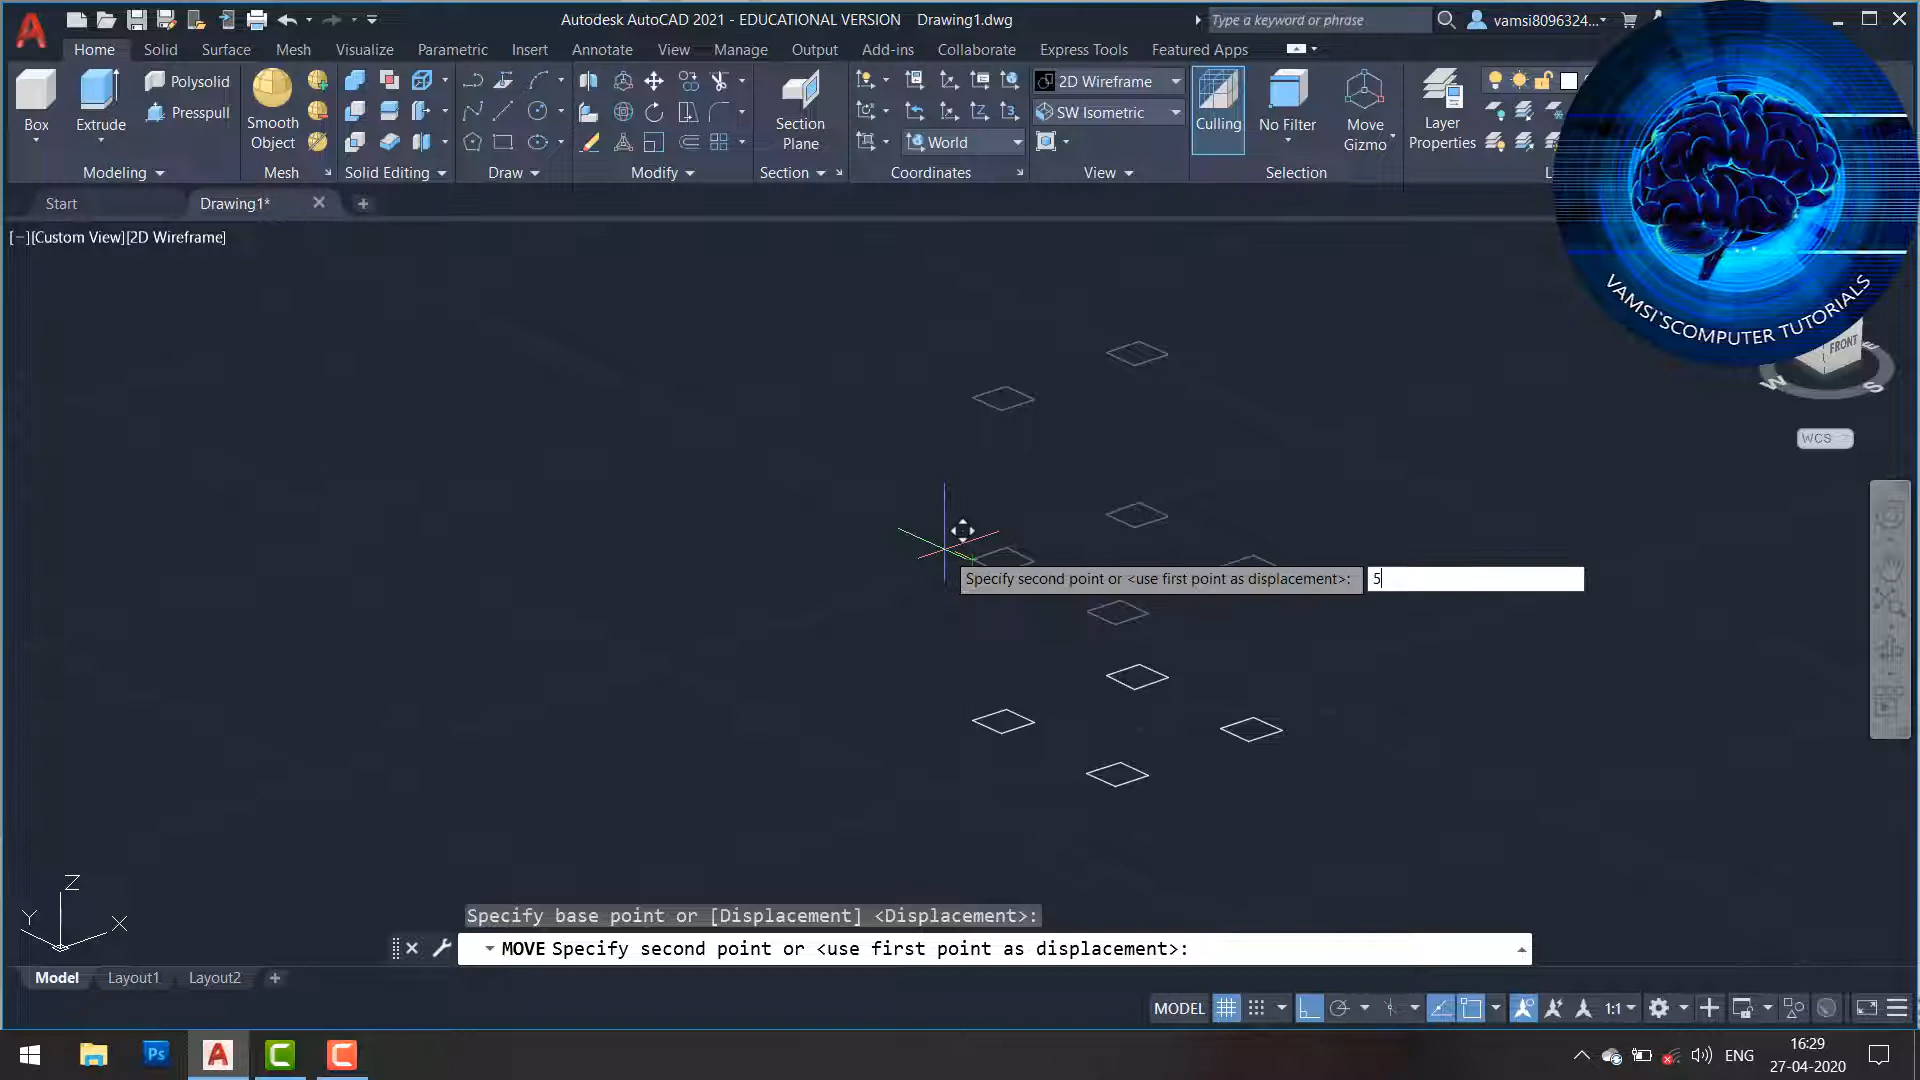 Autodesk AutoCAD 2021 - EDUCATIONAL VERSION Drawing1.dwg
Type a keyword or phrase
vamsi8096324...
Home Solid Surface Mesh Visualize Parametric Insert Annotate View Manage Output Add-ins Collaborate Express Tools Featured Apps
Box
Extrude
Polysolid
Presspull
Smooth Object
Section Plane
World
2D Wireframe
SW Isometric
Culling
No Filter
Move Gizmo
Layer Properties
Modeling Mesh Solid Editing Draw Modify Section Coordinates View Selection
Start Drawing1*
[−][Custom View][2D Wireframe]
VAMSI`SCOMPUTER TUTORIALS
FRONT
W
S
WCS
Specify second point or <use first point as displacement>: 5
Z
Y
X
Specify base point or [Displacement] <Displacement>:
MOVE Specify second point or <use first point as displacement>:
Model Layout1 Layout2
MODEL
1:1
Ps
ENG
16:29
27-04-2020